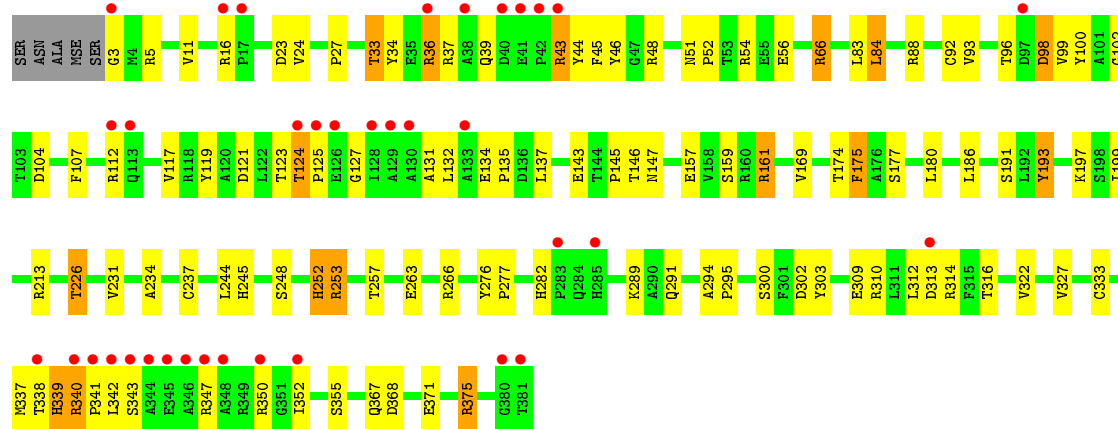 SER ASN ALA MSE SER G3 M4 R5 V11 R16 P17 D23 V24 P27 T33 Y34 E35 R36 R37 A38 Q39 D40 E41 P42 R43 Y44 F45 Y46 G47 R48 N51 P52 T53 R54 E55 E56 R66 L83 L84 R88 C92 V93 T96 D97 D98 V99 Y100 A101 G102
T103 D104 F107 R112 Q113 V117 R118 Y119 A120 D121 L122 T123 T124 P125 E126 G127 I128 A129 A130 A131 L132 A133 E134 P135 D136 L137 E143 T144 P145 T146 N147 E157 V158 S159 R160 R161 V169 T174 F175 A176 S177 L180 L186 S191 L192 Y193 K197 S198 I199
R213 T226 V231 A234 C237 L244 H245 S248 H252 R253 T257 E263 R266 Y276 P277 H282 P283 Q284 H285 K289 A290 Q291 A294 P295 S300 F301 D302 Y303 E309 R310 L311 L312 D313 R314 F315 T316 V322 V327 C333
M337 T338 H339 R340 P341 L342 S343 A344 E345 A346 R347 A348 R349 R350 G351 I352 S355 Q367 D368 E371 R375 G380 T381